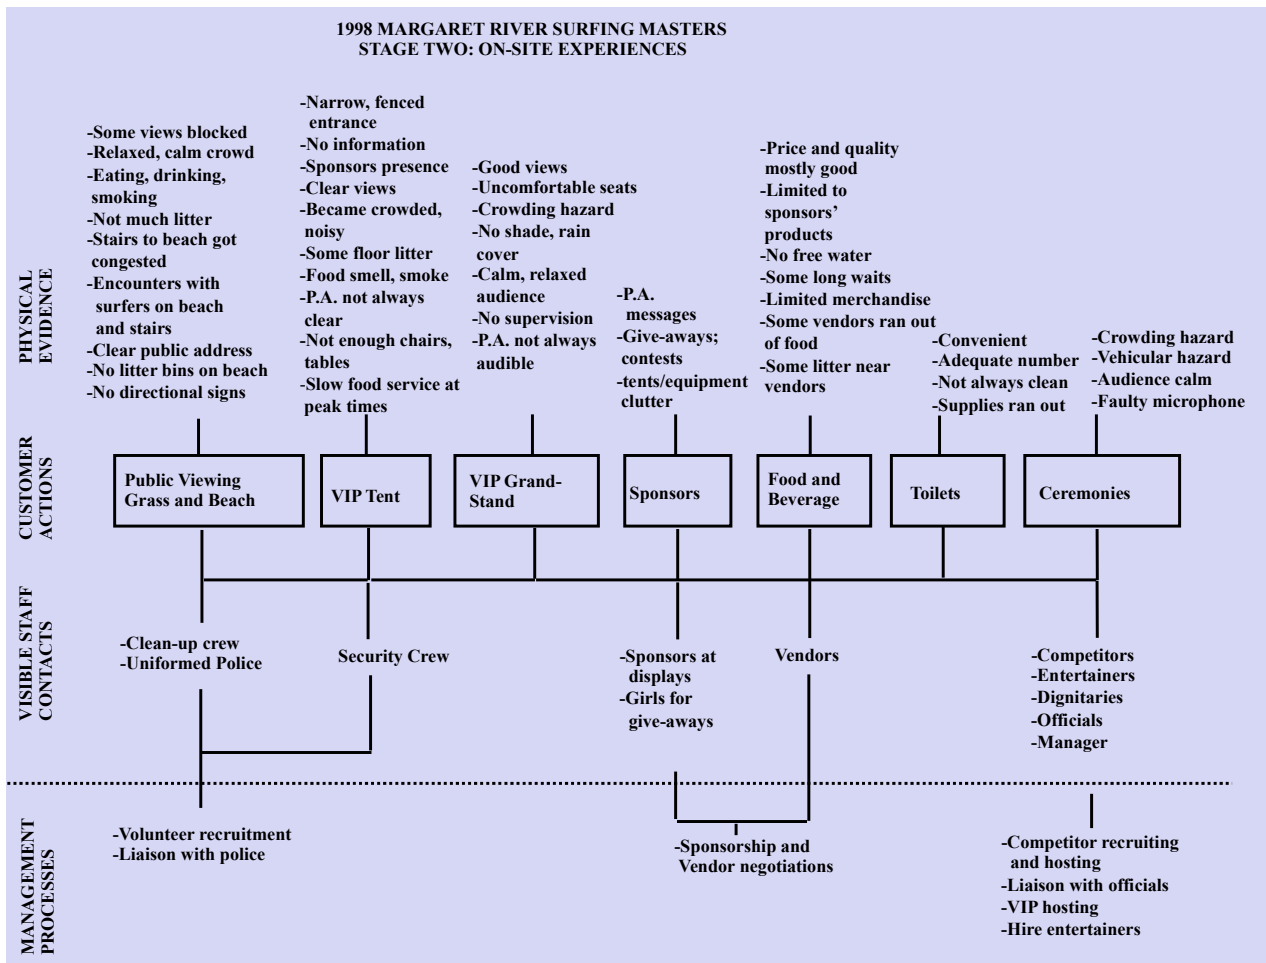 1998 MARGARET RIVER SURFING MASTERS
STAGE TWO: ON-SITE EXPERIENCES
PHYSICAL
EVIDENCE
-Some views blocked
-Relaxed, calm crowd
-Eating, drinking,
smoking
-Not much litter
-Stairs to beach got
congested
-Encounters with
surfers on beach
and stairs
-Clear public address
-No litter bins on beach
-No directional signs
-Narrow, fenced
entrance
-No information
-Sponsors presence
-Clear views
-Became crowded,
noisy
-Some floor litter
-Food smell, smoke
-P.A. not always
clear
-Not enough chairs,
tables
-Slow food service at
peak times
-Good views
-Uncomfortable seats
-Crowding hazard
-No shade, rain
cover
-Calm, relaxed
audience
-No supervision
-P.A. not always
audible
-P.A.
messages
-Give-aways;
contests
-tents/equipment
clutter
-Price and quality
mostly good
-Limited to
sponsors’
products
-No free water
-Some long waits
-Limited merchandise
-Some vendors ran out
of food
-Some litter near
vendors
-Convenient
-Adequate number
-Not always clean
-Supplies ran out
-Crowding hazard
-Vehicular hazard
-Audience calm
-Faulty microphone
CUSTOMER
ACTIONS
Public Viewing
Grass and Beach
VIP Tent
VIP Grand-
Stand
Sponsors
Food and
Beverage
Toilets
Ceremonies
VISIBLE STAFF
CONTACTS
-Clean-up crew
-Uniformed Police
Security Crew
-Sponsors at
displays
-Girls for
give-aways
Vendors
-Competitors
-Entertainers
-Dignitaries
-Officials
-Manager
MANAGEMENT
PROCESSES
-Volunteer recruitment
-Liaison with police
-Sponsorship and
Vendor negotiations
-Competitor recruiting
and hosting
-Liaison with officials
-VIP hosting
-Hire entertainers